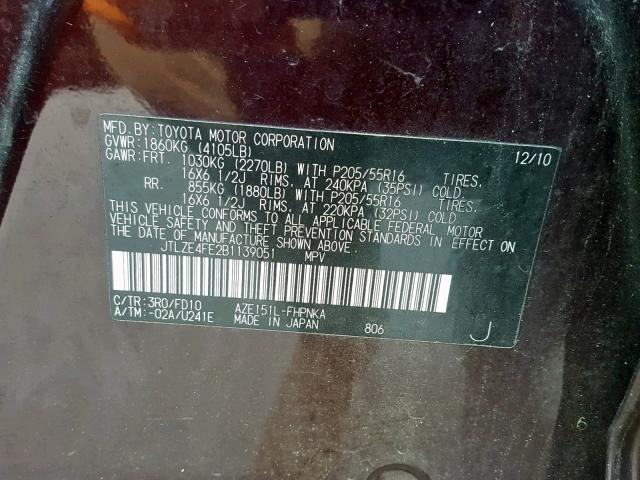 MFD.BY:TOYOTA MOTOR CORPORATION 12/10
GVWR:1860KG (4105LB)
GAWR:FRT. 1030KG (2270LB) WITH P205/55R16 TIRES,
16X6 1/2J RIMS, AT 240KPA (35PSI) COLD
RR. 855KG (1880LB) WITH P205/55R16 TIRES,
16X6 1/2J RIMS, AT 220KPA (32PSI) COLD
THIS VEHICLE CONFORMS TO ALL APPLICABLE FEDERAL MOTOR
VEHICLE SAFETY AND THEFT PREVENTION STANDARDS IN EFFECT ON
THE DATE OF MANUFACTURE SHOWN ABOVE.
JTLZE4FE2B1139051 MPV
C/TR:3R0/FD10 AZE151L-FHPNKA
A/TM:-02A/U241E MADE IN JAPAN 806 J